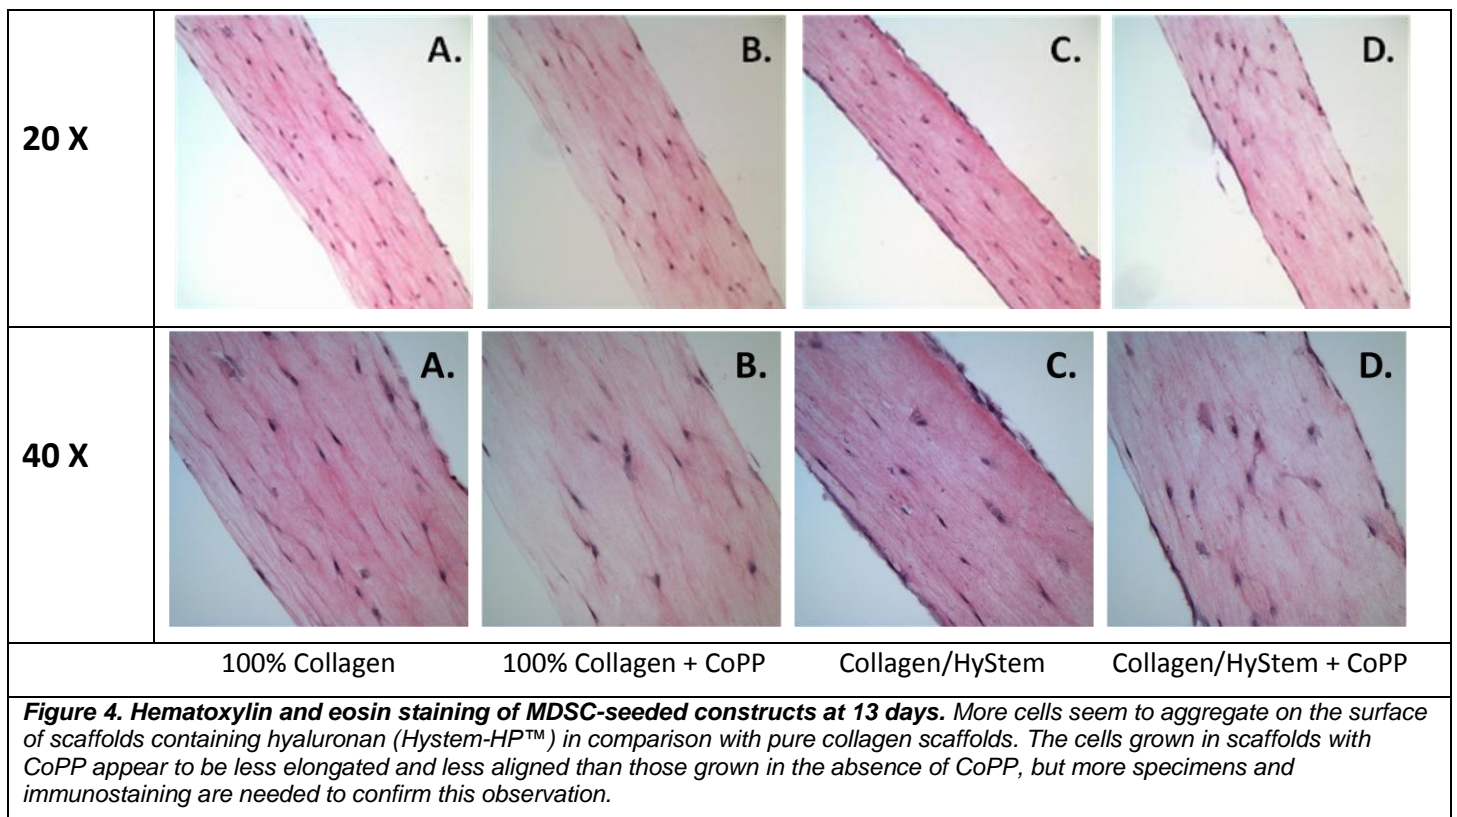 A.
B.
C.
D.
20 X
A.
B.
C.
D.
40 X
100% Collagen
100% Collagen + CoPP
Collagen/HyStem
Collagen/HyStem + CoPP
Figure 4. Hematoxylin and eosin staining of MDSC-seeded constructs at 13 days. More cells seem to aggregate on the surface
of scaffolds containing hyaluronan (Hystem-HP™) in comparison with pure collagen scaffolds. The cells grown in scaffolds with
CoPP appear to be less elongated and less aligned than those grown in the absence of CoPP, but more specimens and
immunostaining are needed to confirm this observation.